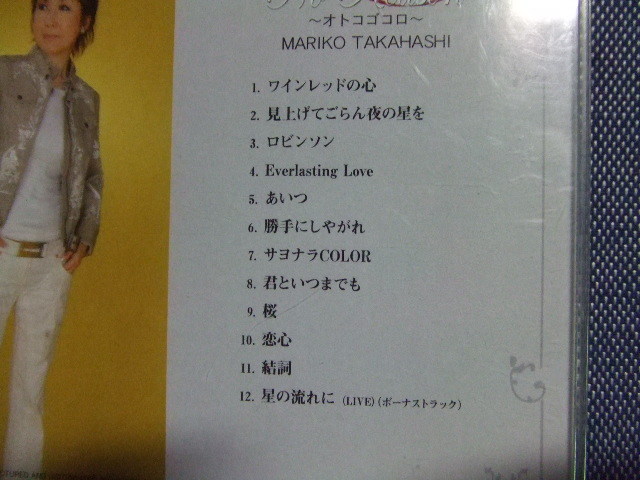 ～オトコゴコロ～
MARIKO TAKAHASHI
1. ワインレッドの心
2. 見上げてごらん夜の星を
3. ロビンソン
4. Everlasting Love
5. あいつ
6. 勝手にしやがれ
7. サヨナラCOLOR
8. 君といつまでも
9. 桜
10. 恋心
11. 結詞
12. 星の流れに (LIVE) (ボーナストラック)